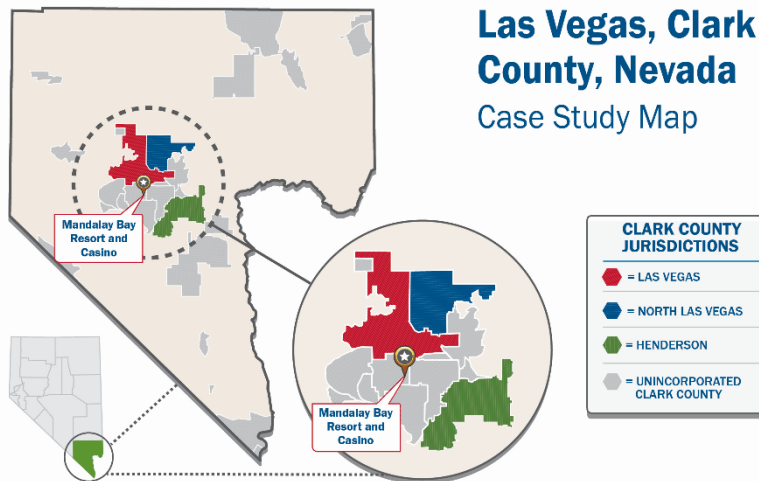 Las Vegas, Clark
County, Nevada
Case Study Map
Mandalay Bay
Resort and
Casino
Mandalay Bay
Resort and
Casino
CLARK COUNTY
JURISDICTIONS
= LAS VEGAS
= NORTH LAS VEGAS
= HENDERSON
= UNINCORPORATED
CLARK COUNTY